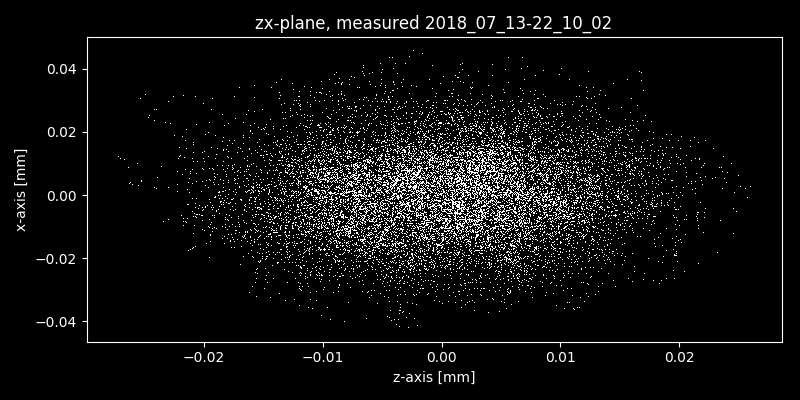 zx-plane, measured 2018_07_13-22_10_02
0.04
0.02
0.00
−0.02
−0.04
x-axis [mm]
−0.02 −0.01 0.00 0.01 0.02
z-axis [mm]